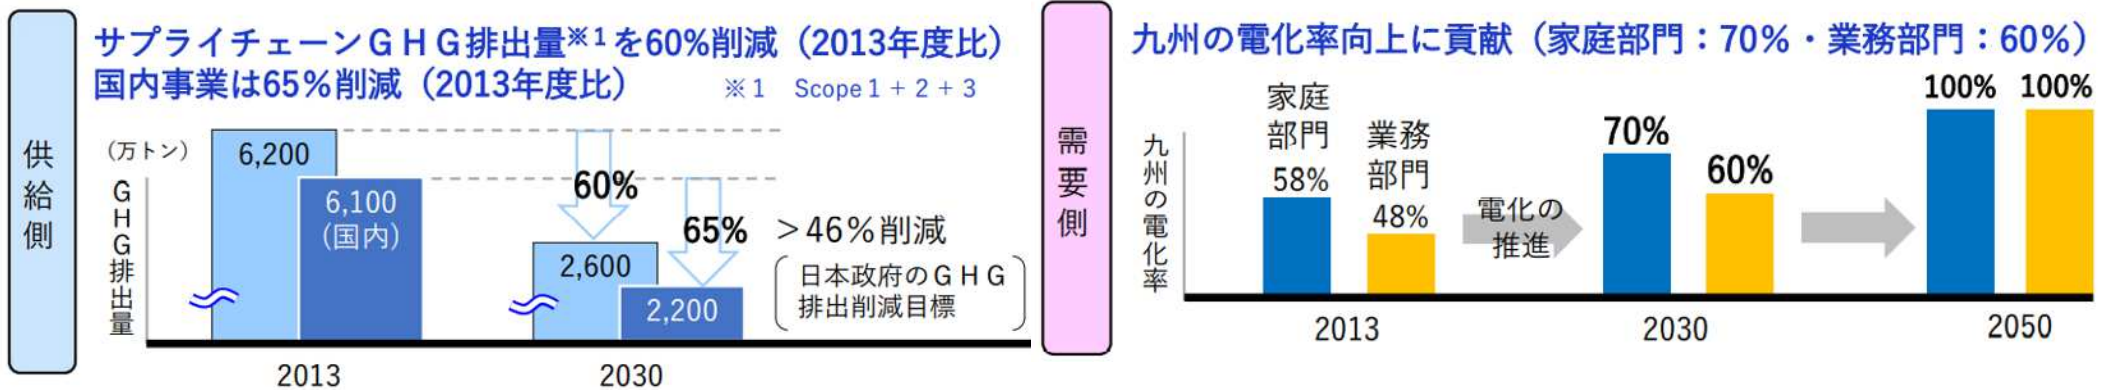 供給側
サプライチェーンGHG排出量※1を60%削減（2013年度比）
国内事業は65%削減（2013年度比）
※1 Scope 1 + 2 + 3
（万トン）
GHG排出量
6,200
6,100
（国内）
60%
65%
2,600
2,200
＞46%削減
日本政府のGHG
排出削減目標
2013
2030
需要側
九州の電化率向上に貢献（家庭部門：70%・業務部門：60%）
九州の電化率
家庭
部門
58%
業務
部門
48%
電化の
推進
70%
60%
100%
100%
2013
2030
2050